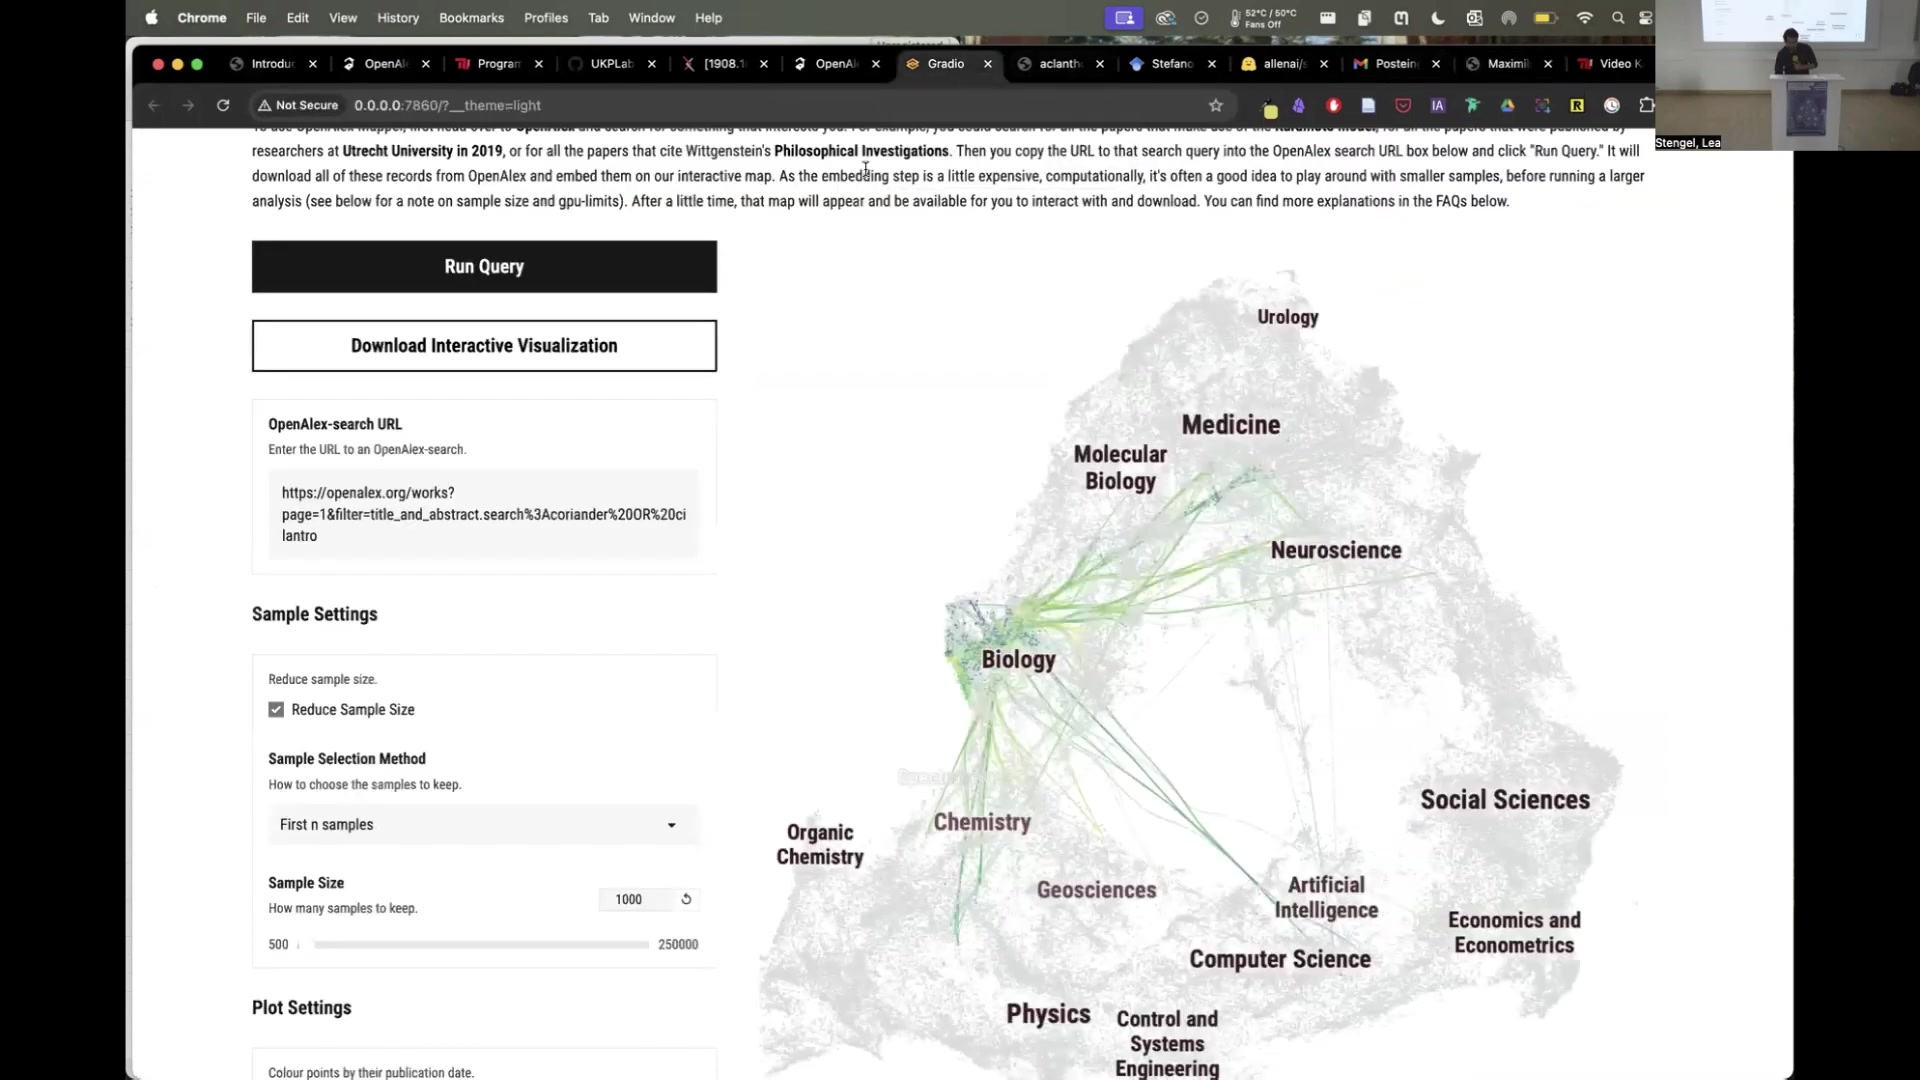 Chrome File Edit View History Bookmarks Profiles Tab Window Help
52°C / 50°C
Fans Off
Introduc
OpenAle
Program
UKPLab
[1908.1
OpenAle
Gradio
aclanth
Stefano
allenai/s
Postein
Maximil
Video K
Not Secure 0.0.0.0:7860/?__theme=light
Stengel, Lea
researchers at Utrecht University in 2019, or for all the papers that cite Wittgenstein's Philosophical Investigations. Then you copy the URL to that search query into the OpenAlex search URL box below and click "Run Query." It will
download all of these records from OpenAlex and embed them on our interactive map. As the embedding step is a little expensive, computationally, it's often a good idea to play around with smaller samples, before running a larger
analysis (see below for a note on sample size and gpu-limits). After a little time, that map will appear and be available for you to interact with and download. You can find more explanations in the FAQs below.
Run Query
Download Interactive Visualization
OpenAlex-search URL
Enter the URL to an OpenAlex-search.
https://openalex.org/works?
page=1&filter=title_and_abstract.search%3Acoriander%20OR%20ci
lantro
Sample Settings
Reduce sample size.
Reduce Sample Size
Sample Selection Method
How to choose the samples to keep.
First n samples
Sample Size
1000
How many samples to keep.
500
250000
Plot Settings
Colour points by their publication date.
Urology
Medicine
Molecular
Biology
Neuroscience
Biology
Social Sciences
Chemistry
Organic
Chemistry
Geosciences
Artificial
Intelligence
Economics and
Econometrics
Computer Science
Physics
Control and
Systems
Engineering